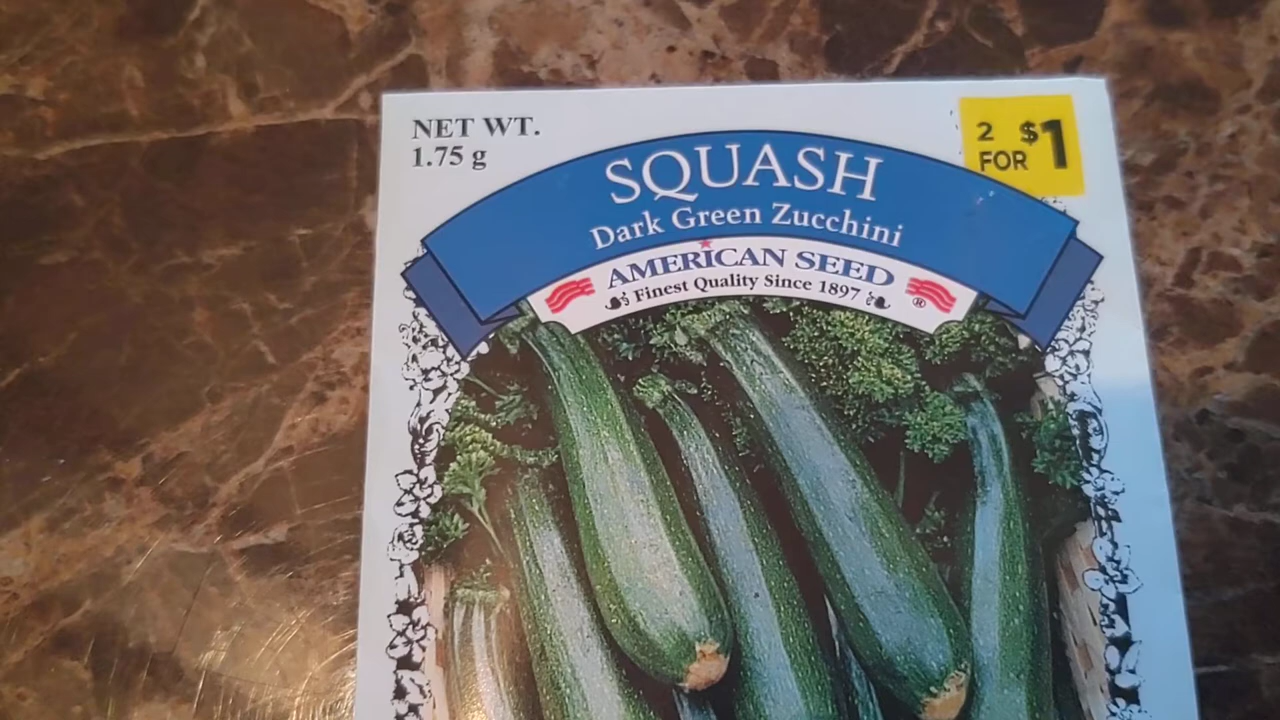 NET WT.
1.75 g
2 FOR $1
SQUASH
Dark Green Zucchini
AMERICAN SEED
Finest Quality Since 1897
®